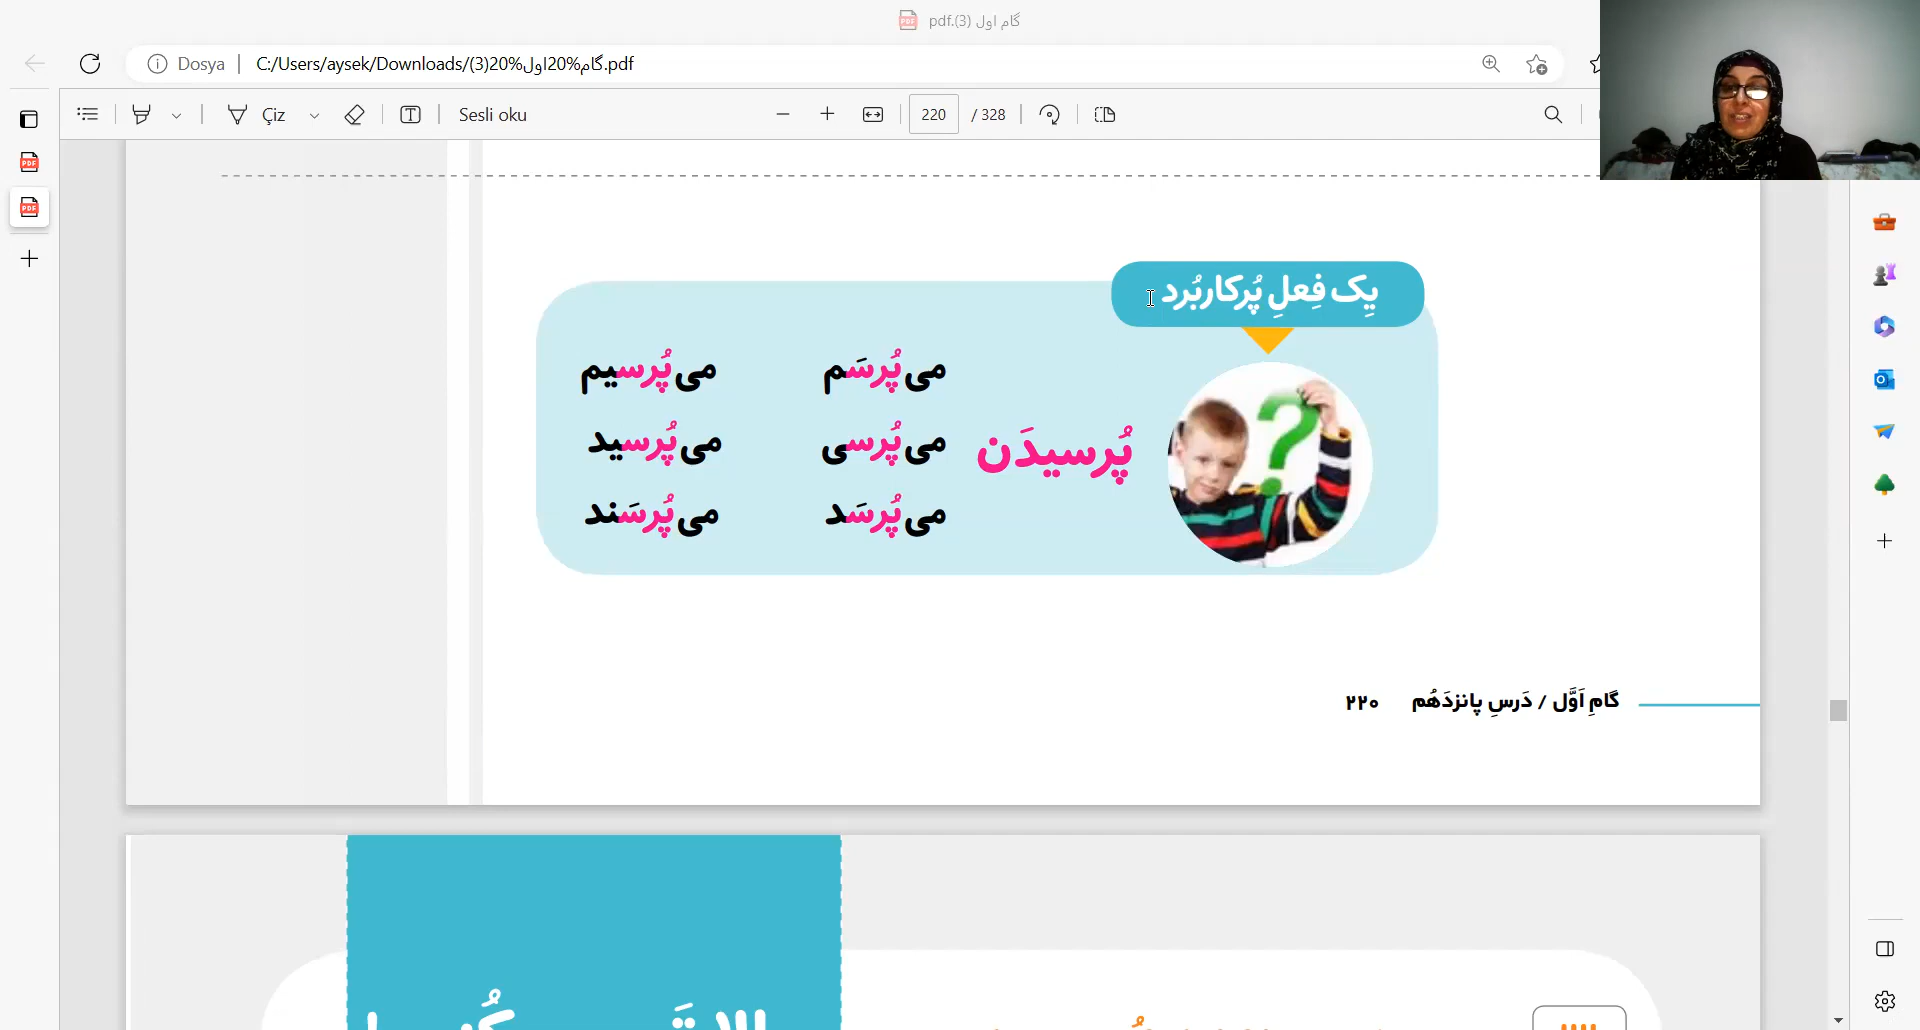 گام اول (3).pdf
Dosya
C:/Users/aysek/Downloads/(3)20%گام%20اول.pdf
Çiz
Sesli oku
220 / 328
یِک فِعلِ پُرکاربُرد
پُرسیدَن
می‌پُرسَم
می‌پُرسیم
می‌پُرسی
می‌پُرسید
می‌پُرسَد
می‌پُرسَند
گامِ اَوَّل / دَرسِ پانزدَهُم ۲۲۰